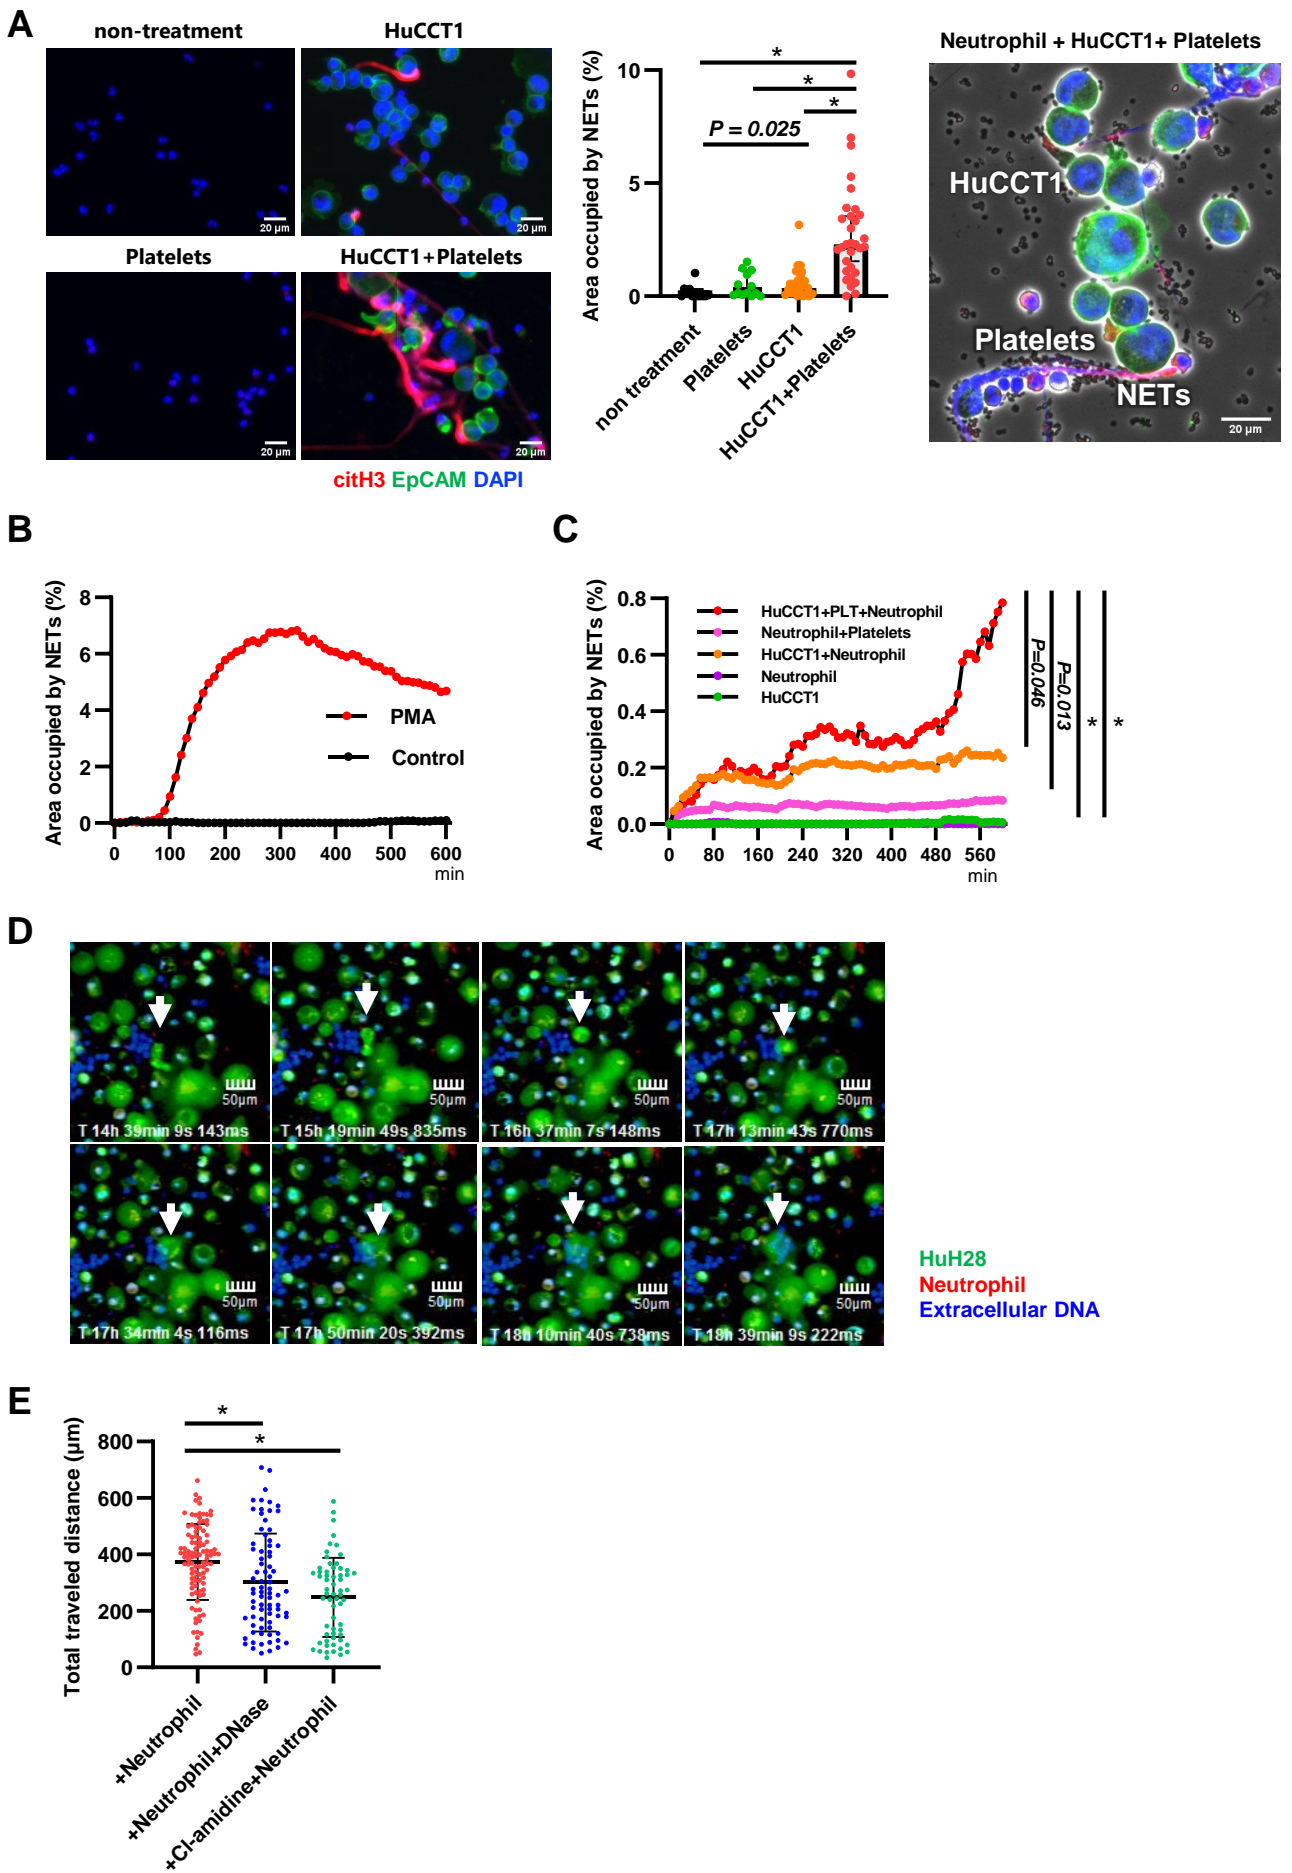 A
non-treatment
HuCCT1
20 μm
20 μm
Platelets
HuCCT1+Platelets
20 μm
20 μm
citH3 EpCAM DAPI
Area occupied by NETs (%)
10
5
0
*
*
*
P = 0.025
non treatment
Platelets
HuCCT1
HuCCT1+Platelets
Neutrophil + HuCCT1+ Platelets
HuCCT1
Platelets
NETs
20 μm
B
Area occupied by NETs (%)
8
6
4
2
0
PMA
Control
0 100 200 300 400 500 600
min
C
Area occupied by NETs (%)
0.8
0.6
0.4
0.2
0.0
HuCCT1+PLT+Neutrophil
Neutrophil+Platelets
HuCCT1+Neutrophil
Neutrophil
HuCCT1
0 80 160 240 320 400 480 560
min
P=0.046
P=0.013
*
*
D
50μm
T 14h 39min 9s 143ms
50μm
T 15h 19min 49s 835ms
50μm
T 16h 37min 7s 148ms
50μm
T 17h 13min 43s 770ms
50μm
T 17h 34min 4s 116ms
50μm
T 17h 50min 20s 392ms
50μm
T 18h 10min 40s 738ms
50μm
T 18h 39min 9s 222ms
HuH28
Neutrophil
Extracellular DNA
E
Total traveled distance (μm)
800
600
400
200
0
*
*
+Neutrophil
+Neutrophil+DNase
+Cl-amidine+Neutrophil